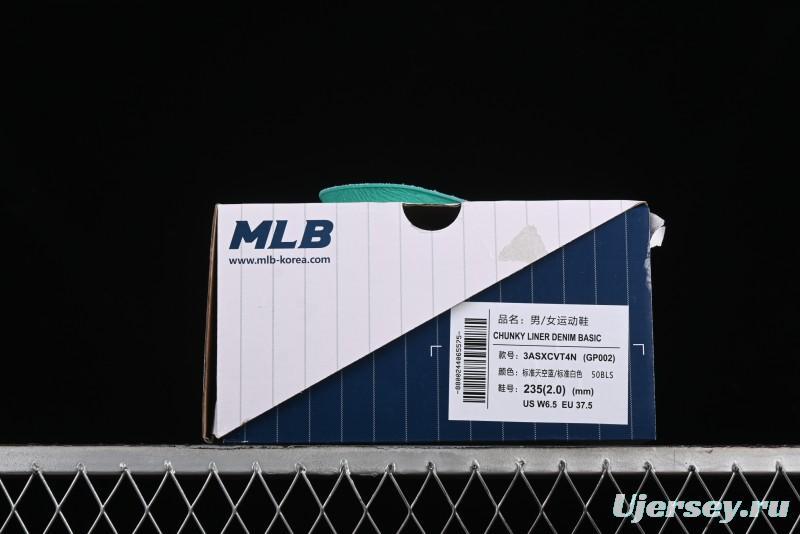 MLB
www.mlb-korea.com
品名：男/女运动鞋
CHUNKY LINER DENIM BASIC
款号：3ASXCVT4N (GP002)
颜色：标准天空蓝/标准白色 50BLS
鞋号：235(2.0) (mm)
US W6.5 EU 37.5
-8800244065575-
Ujersey.ru